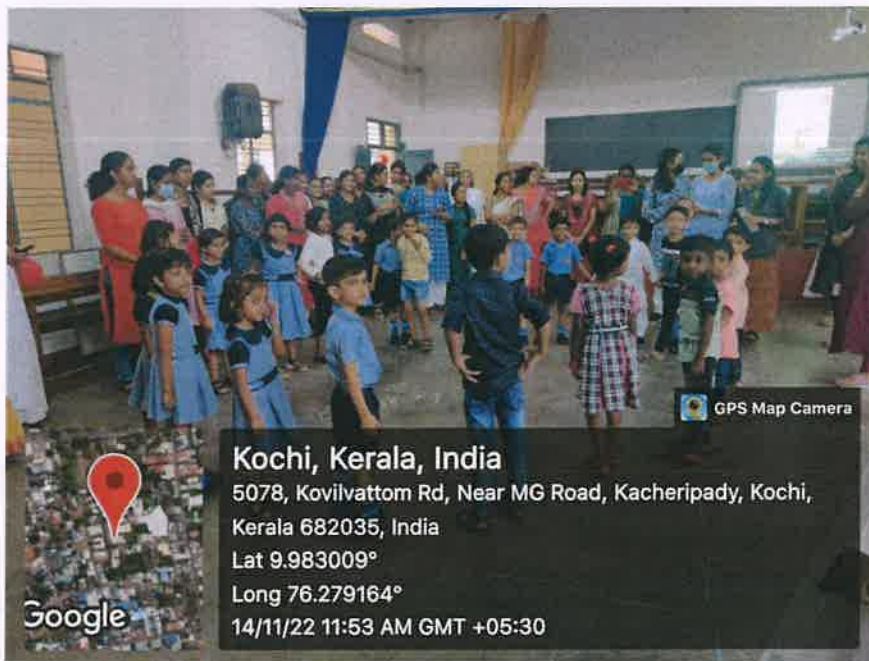 GPS Map Camera
Kochi, Kerala, India
5078, Kovilvattom Rd, Near MG Road, Kacheripady, Kochi,
Kerala 682035, India
Lat 9.983009°
Long 76.279164°
14/11/22 11:53 AM GMT +05:30
Google